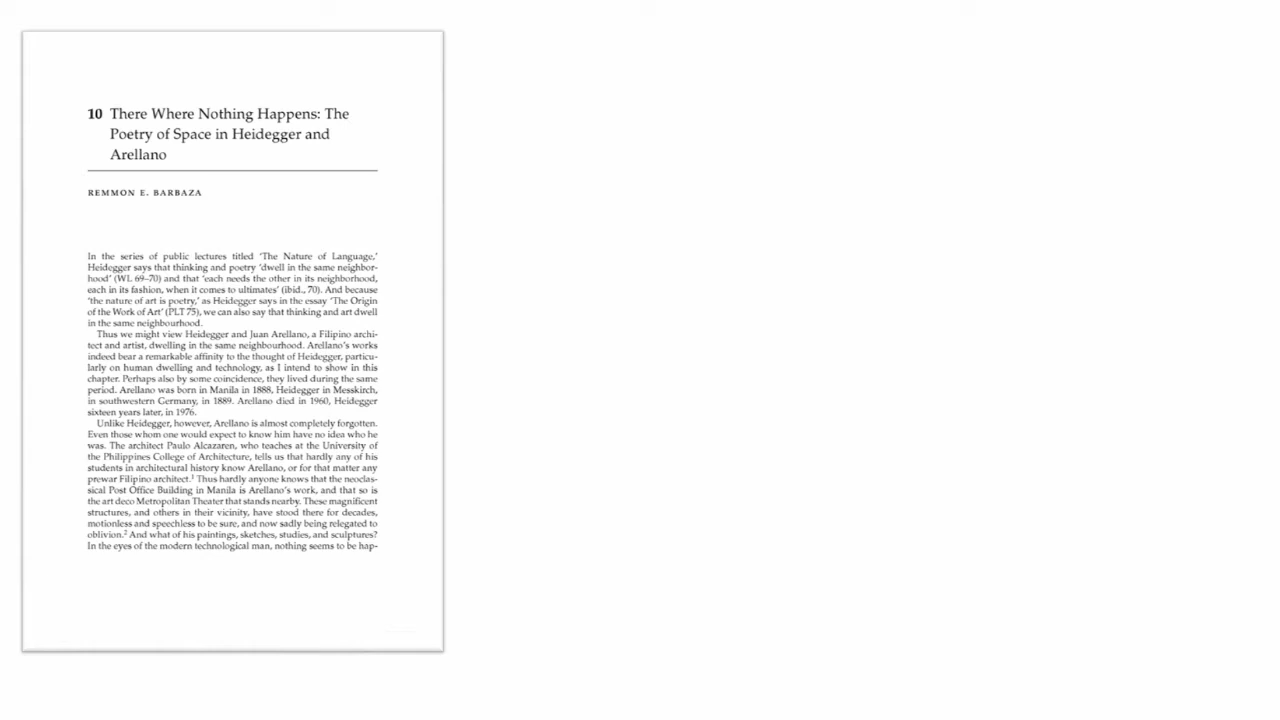 10 There Where Nothing Happens: The
Poetry of Space in Heidegger and
Arellano
REMMON E. BARBAZA
In the series of public lectures titled 'The Nature of Language,'
Heidegger says that thinking and poetry 'dwell in the same neighbor-
hood' (WL 69–70) and that 'each needs the other in its neighborhood,
each in its fashion, when it comes to ultimates' (ibid., 70). And because
'the nature of art is poetry,' as Heidegger says in the essay 'The Origin
of the Work of Art' (PLT 75), we can also say that thinking and art dwell
in the same neighbourhood.
Thus we might view Heidegger and Juan Arellano, a Filipino archi-
tect and artist, dwelling in the same neighbourhood. Arellano's works
indeed bear a remarkable affinity to the thought of Heidegger, particu-
larly on human dwelling and technology, as I intend to show in this
chapter. Perhaps also by some coincidence, they lived during the same
period. Arellano was born in Manila in 1888, Heidegger in Messkirch,
in southwestern Germany, in 1889. Arellano died in 1960, Heidegger
sixteen years later, in 1976.
Unlike Heidegger, however, Arellano is almost completely forgotten.
Even those whom one would expect to know him have no idea who he
was. The architect Paulo Alcazaren, who teaches at the University of
the Philippines College of Architecture, tells us that hardly any of his
students in architectural history know Arellano, or for that matter any
prewar Filipino architect.¹ Thus hardly anyone knows that the neoclas-
sical Post Office Building in Manila is Arellano's work, and that so is
the art deco Metropolitan Theater that stands nearby. These magnificent
structures, and others in their vicinity, have stood there for decades,
motionless and speechless to be sure, and now sadly being relegated to
oblivion.² And what of his paintings, sketches, studies, and sculptures?
In the eyes of the modern technological man, nothing seems to be hap-